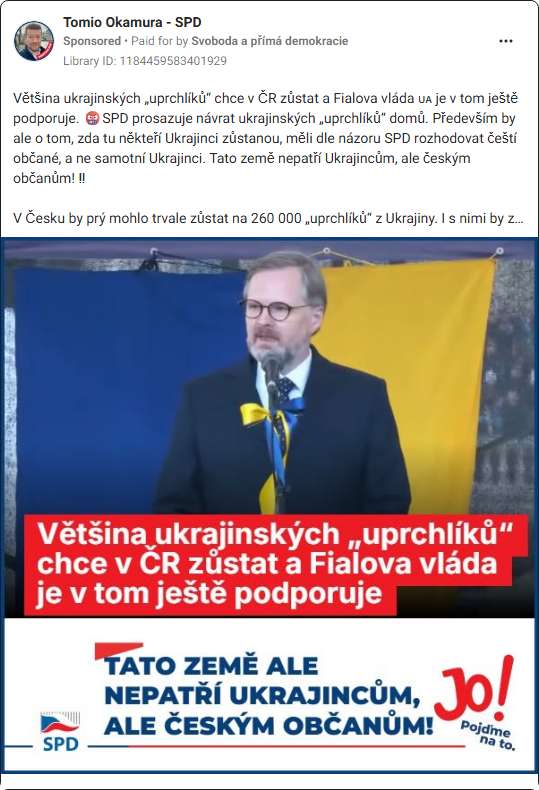 Tomio Okamura - SPD
Sponsored • Paid for by Svoboda a přímá demokracie
Library ID: 1184459583401929
Většina ukrajinských „uprchlíků“ chce v ČR zůstat a Fialova vláda 🇺🇦 je v tom ještě
podporuje. 😡 SPD prosazuje návrat ukrajinských „uprchlíků“ domů. Především by
ale o tom, zda tu někteří Ukrajinci zůstanou, měli dle názoru SPD rozhodovat čeští
občané, a ne samotní Ukrajinci. Tato země nepatří Ukrajincům, ale českým
občanům! ‼
V Česku by prý mohlo trvale zůstat na 260 000 „uprchlíků“ z Ukrajiny. I s nimi by z...
Většina ukrajinských „uprchlíků“
chce v ČR zůstat a Fialova vláda
je v tom ještě podporuje
TATO ZEMĚ ALE
NEPATŘÍ UKRAJINCŮM,
ALE ČESKÝM OBČANŮM!
SPD
Jo!
Pojďme
na to.